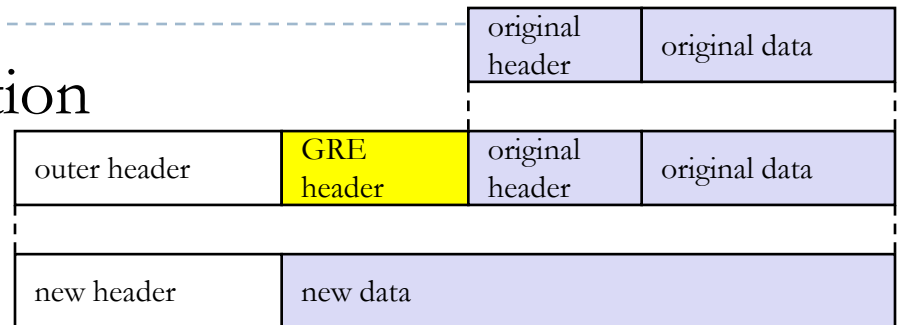 original
header
original data
tion
outer header
GRE
header
original
header
original data
new header
new data